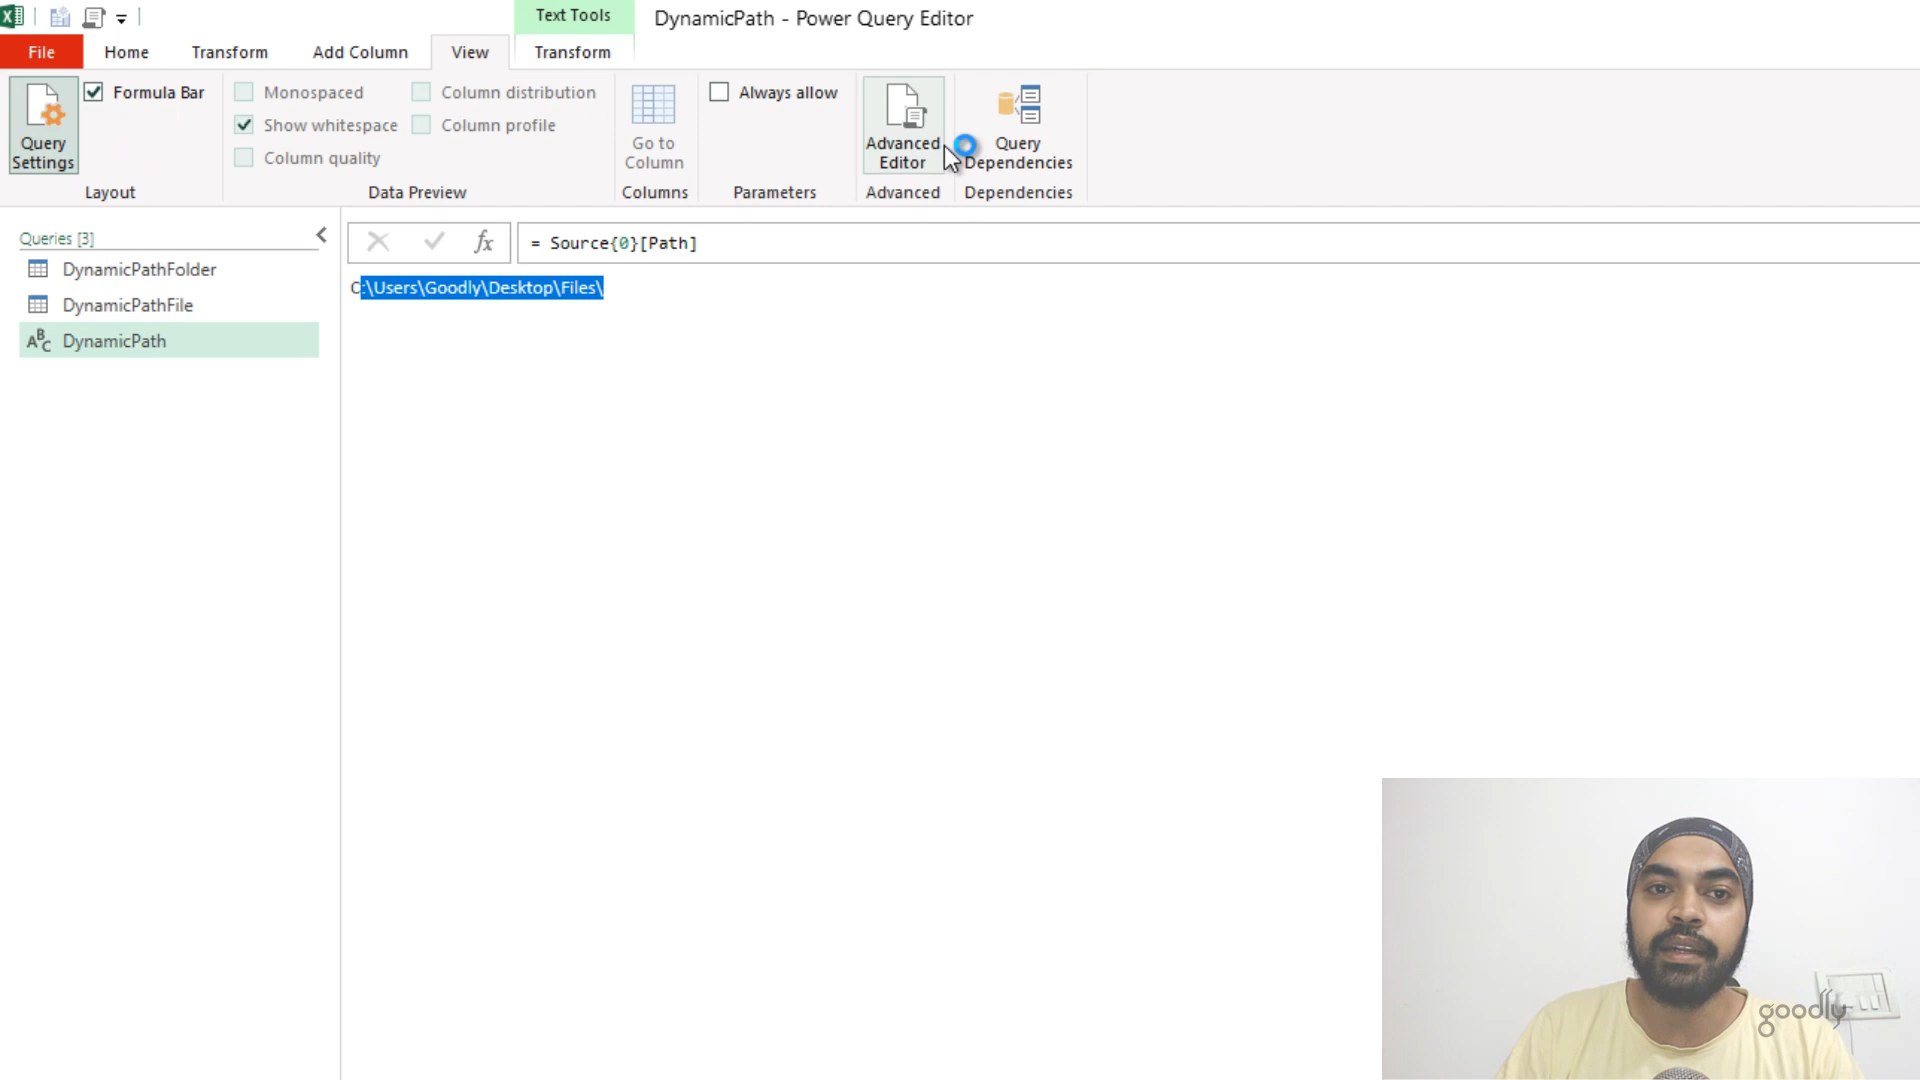 Text Tools
DynamicPath - Power Query Editor
File
Home
Transform
Add Column
View
Transform
Query
Settings
Formula Bar
Layout
Monospaced
Show whitespace
Column quality
Column distribution
Column profile
Data Preview
Go to
Column
Columns
Always allow
Parameters
Advanced
Editor
Advanced
Query
Dependencies
Dependencies
Queries [3]
DynamicPathFolder
DynamicPathFile
ABC DynamicPath
fx
= Source{0}[Path]
C:\Users\Goodly\Desktop\Files\
goodly